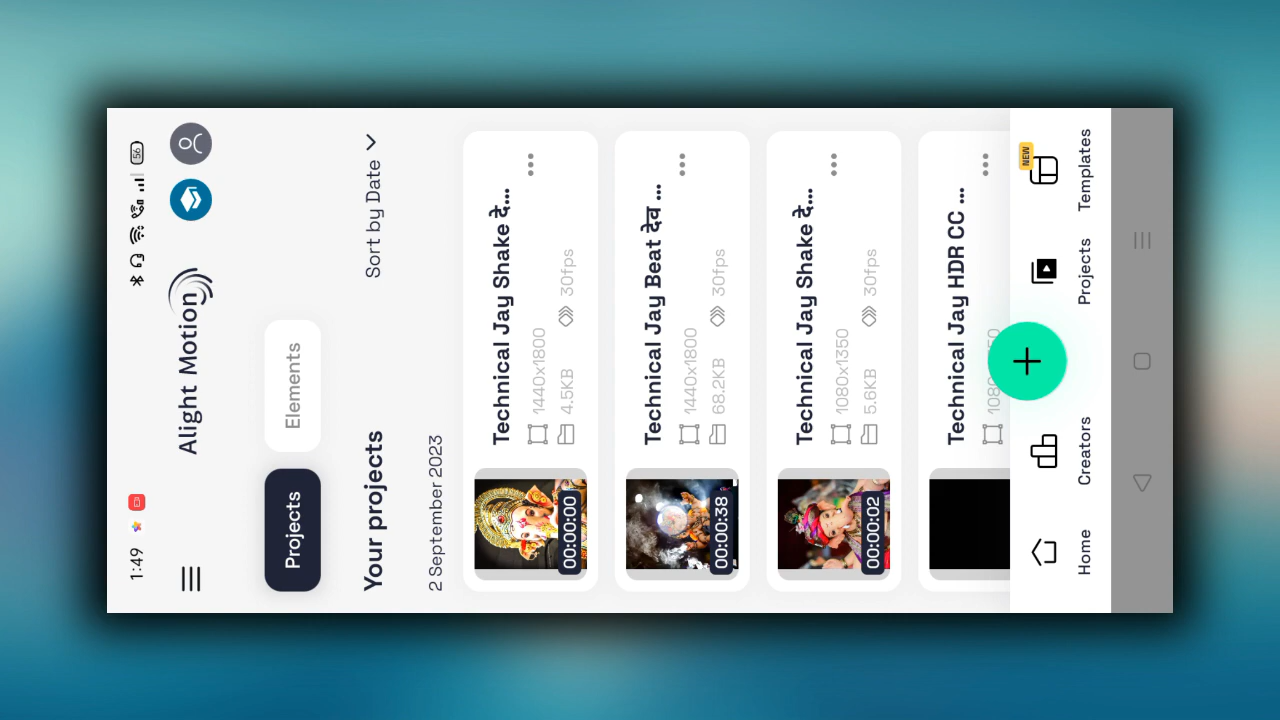 1:49
56
Alight Motion
Projects
Elements
Your projects
Sort by Date
2 September 2023
Technical Jay Shake दे...
1440x1800
4.5KB
30fps
00:00:00
Technical Jay Beat देव ...
1440x1800
68.2KB
30fps
00:00:38
Technical Jay Shake दे...
1080x1350
5.6KB
30fps
00:00:02
Technical Jay HDR CC ...
Home
Creators
Projects
NEW
Templates